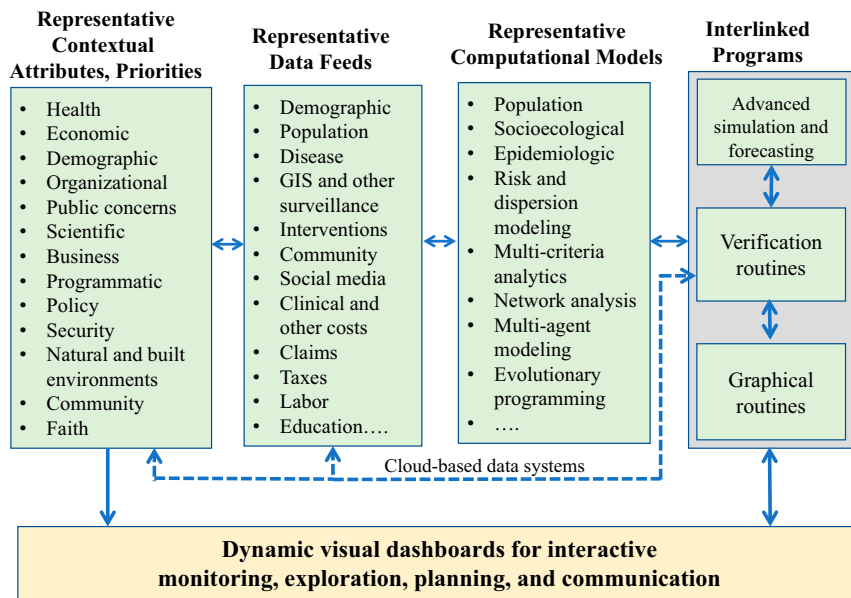 Representative
Contextual
Attributes, Priorities
• Health
• Economic
• Demographic
• Organizational
• Public concerns
• Scientific
• Business
• Programmatic
• Policy
• Security
• Natural and built
environments
• Community
• Faith
Representative
Data Feeds
• Demographic
• Population
• Disease
• GIS and other
surveillance
• Interventions
• Community
• Social media
• Clinical and
other costs
• Claims
• Taxes
• Labor
• Education….
Representative
Computational Models
• Population
• Socioecological
• Epidemiologic
• Risk and
dispersion
modeling
• Multi-criteria
analytics
• Network analysis
• Multi-agent
modeling
• Evolutionary
programming
• ….
Interlinked
Programs
Advanced
simulation and
forecasting
Verification
routines
Graphical
routines
Cloud-based data systems
Dynamic visual dashboards for interactive
monitoring, exploration, planning, and communication